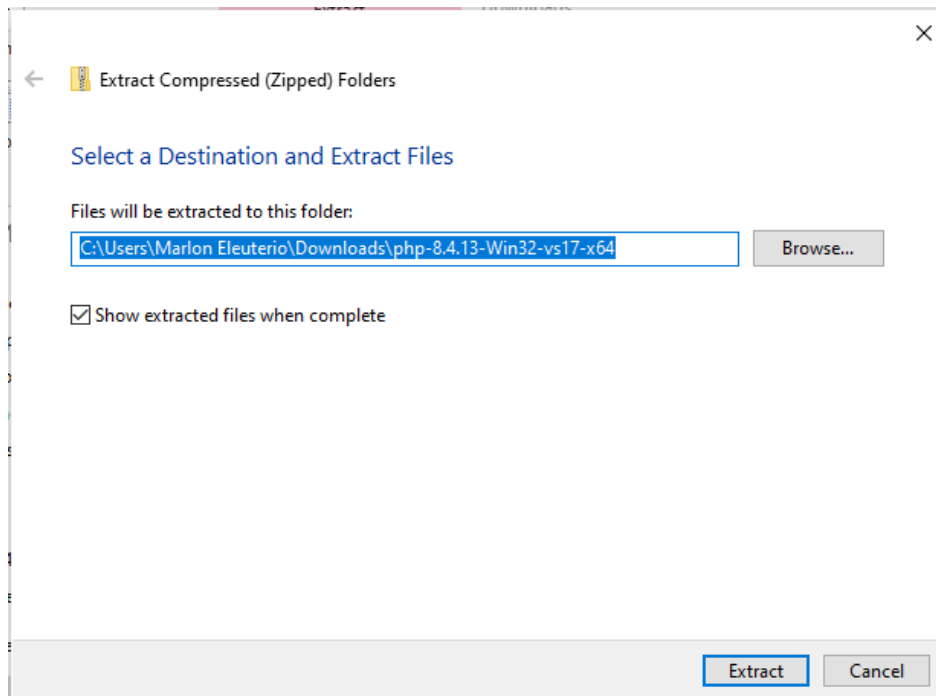 Extract Compressed (Zipped) Folders
Select a Destination and Extract Files
Files will be extracted to this folder:
C:\Users\Marlon Eleuterio\Downloads\php-8.4.13-Win32-vs17-x64
Browse...
Show extracted files when complete
Extract
Cancel